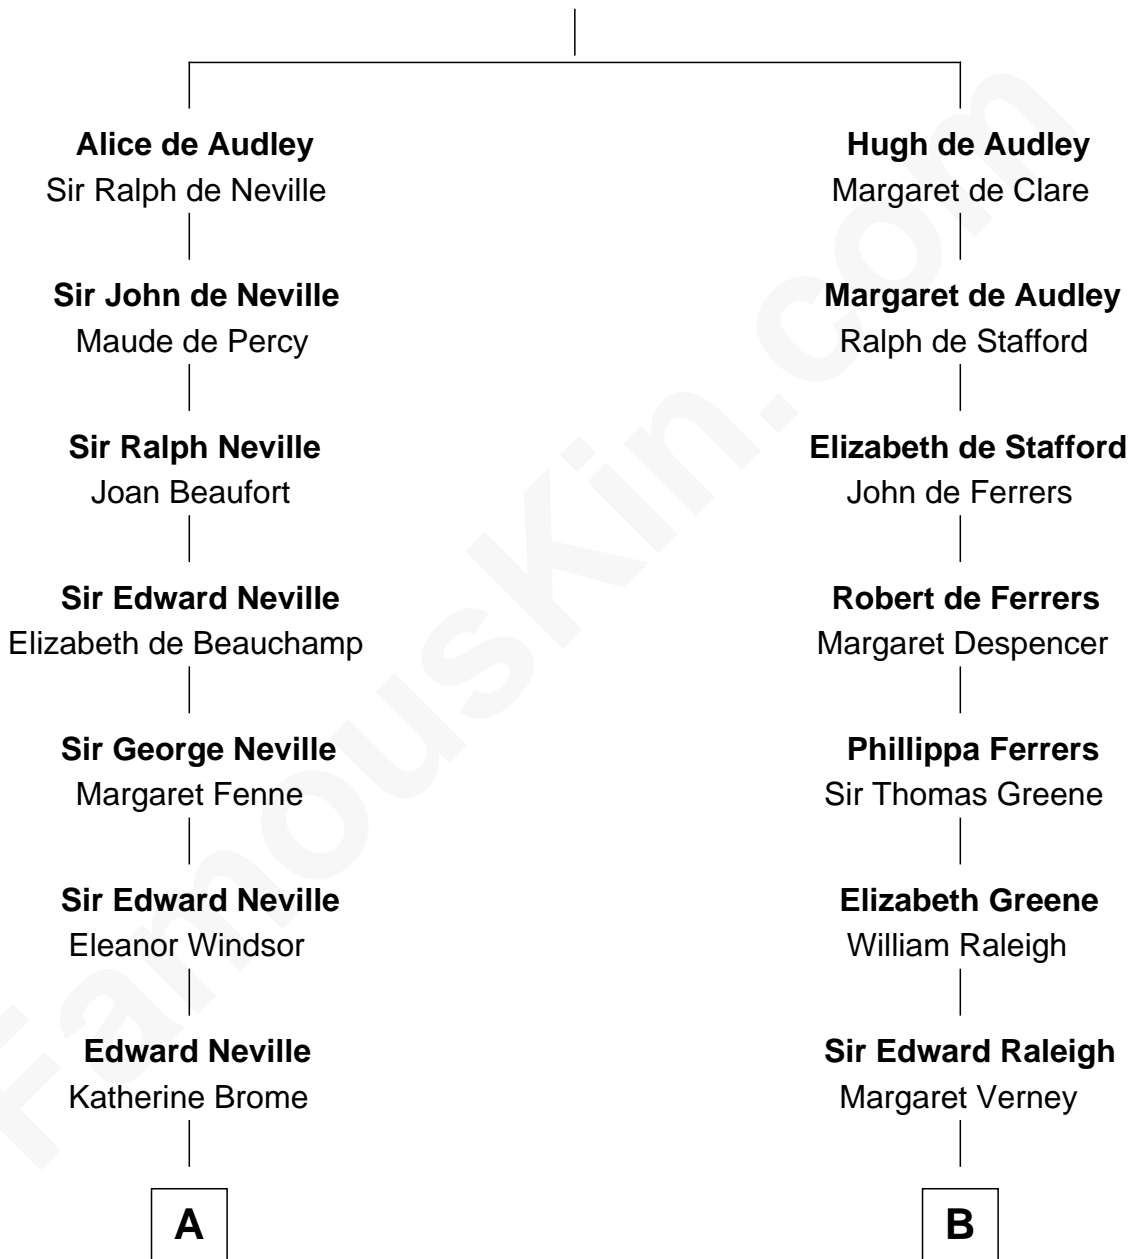 Alice de Audley
Sir Ralph de Neville
Sir John de Neville
Maude de Percy
Sir Ralph Neville
Joan Beaufort
Sir Edward Neville
Elizabeth de Beauchamp
Sir George Neville
Margaret Fenne
Sir Edward Neville
Eleanor Windsor
Edward Neville
Katherine Brome
A
Hugh de Audley
Margaret de Clare
Margaret de Audley
Ralph de Stafford
Elizabeth de Stafford
John de Ferrers
Robert de Ferrers
Margaret Despencer
Phillippa Ferrers
Sir Thomas Greene
Elizabeth Greene
William Raleigh
Sir Edward Raleigh
Margaret Verney
B
FamousKin.com